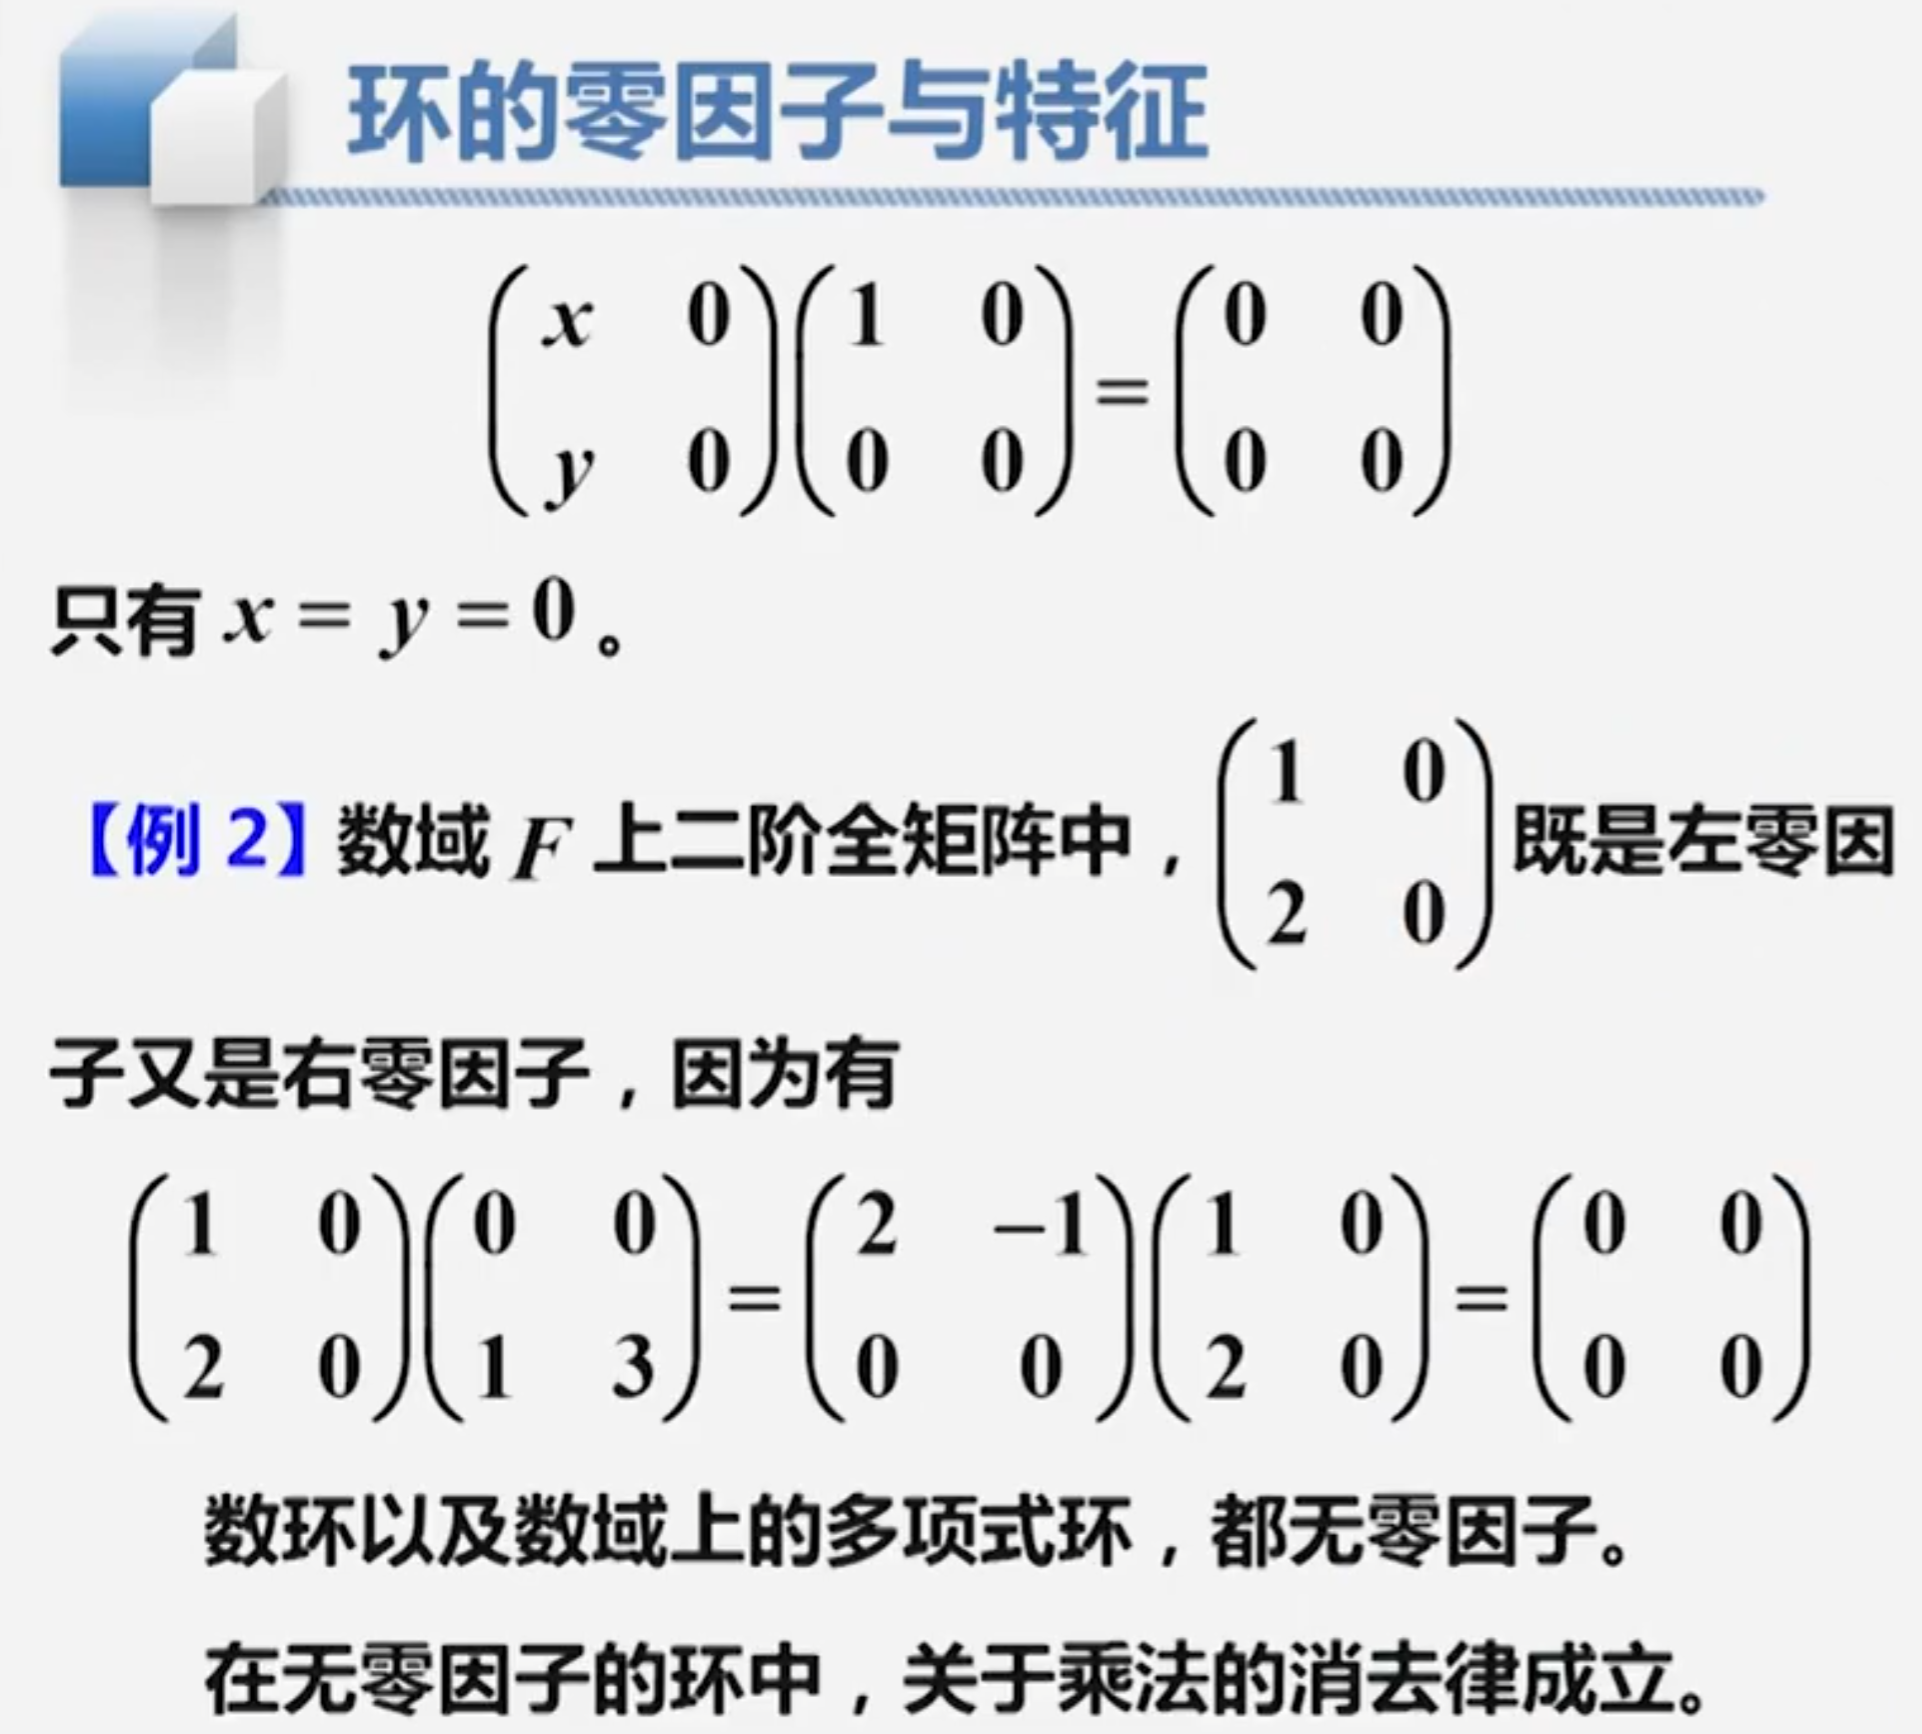 环的零因子与特征
$\begin{pmatrix} x & 0 \\ y & 0 \end{pmatrix} \begin{pmatrix} 1 & 0 \\ 0 & 0 \end{pmatrix} = \begin{pmatrix} 0 & 0 \\ 0 & 0 \end{pmatrix}$
只有 $x = y = 0$ 。
【例 2】数域 $F$ 上二阶全矩阵中，$\begin{pmatrix} 1 & 0 \\ 2 & 0 \end{pmatrix}$ 既是左零因
子又是右零因子，因为有
$\begin{pmatrix} 1 & 0 \\ 2 & 0 \end{pmatrix} \begin{pmatrix} 0 & 0 \\ 1 & 3 \end{pmatrix} = \begin{pmatrix} 2 & -1 \\ 0 & 0 \end{pmatrix} \begin{pmatrix} 1 & 0 \\ 2 & 0 \end{pmatrix} = \begin{pmatrix} 0 & 0 \\ 0 & 0 \end{pmatrix}$
数环以及数域上的多项式环，都无零因子。
在无零因子的环中，关于乘法的消去律成立。